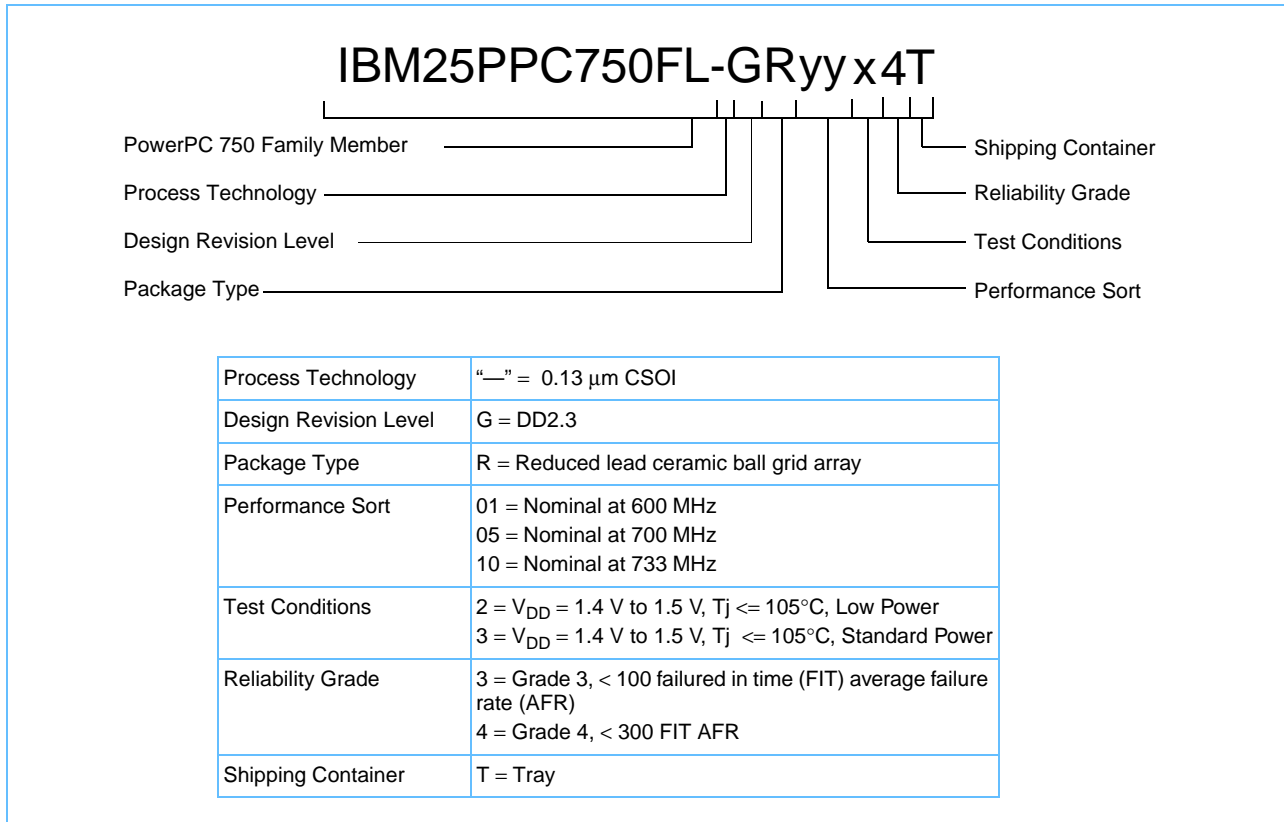 IBM25PPC750FL-GRyyx4T
PowerPC 750 Family Member
Process Technology
Design Revision Level
Package Type
Shipping Container
Reliability Grade
Test Conditions
Performance Sort
Process Technology "—" = 0.13 μm CSOI
Design Revision Level G = DD2.3
Package Type R = Reduced lead ceramic ball grid array
Performance Sort 01 = Nominal at 600 MHz
05 = Nominal at 700 MHz
10 = Nominal at 733 MHz
Test Conditions 2 = VDD = 1.4 V to 1.5 V, Tj <= 105°C, Low Power
3 = VDD = 1.4 V to 1.5 V, Tj <= 105°C, Standard Power
Reliability Grade 3 = Grade 3, < 100 failured in time (FIT) average failure
rate (AFR)
4 = Grade 4, < 300 FIT AFR
Shipping Container T = Tray